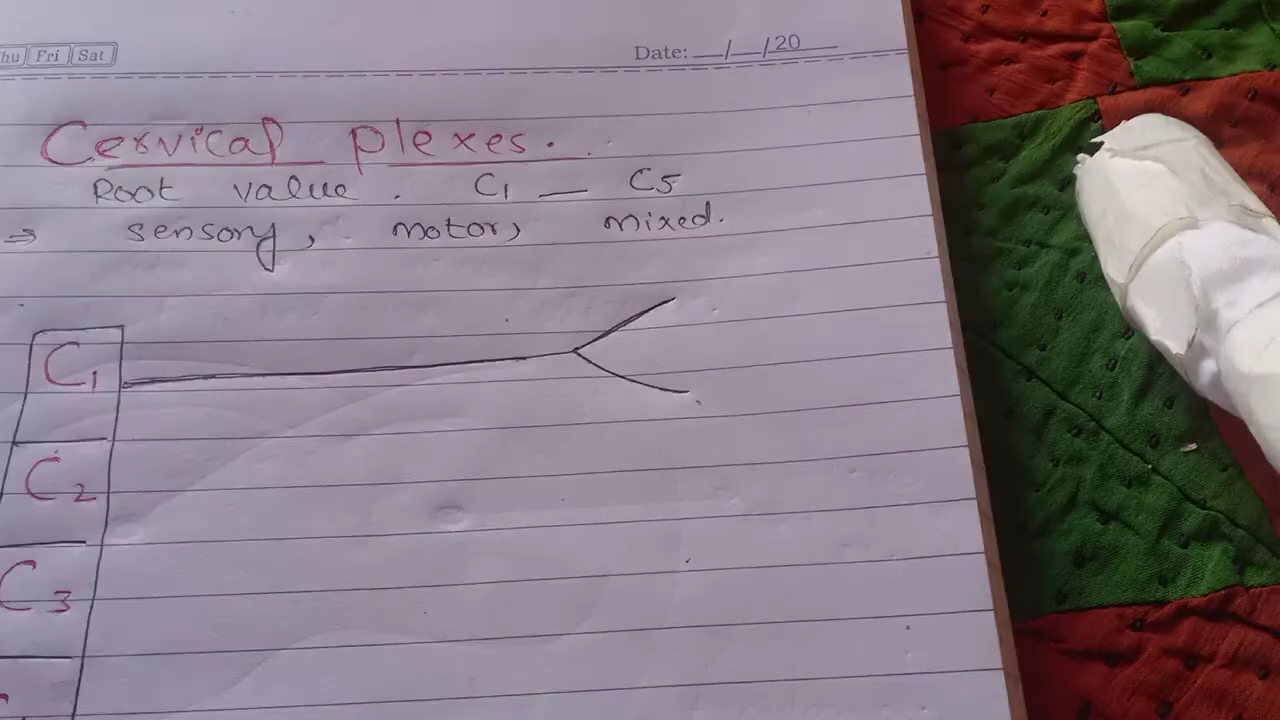 Thu Fri Sat
Date: __/__/20
Cervical plexes.
Root value. C1 — C5
⇒ sensory, motor, mixed.
C1
C2
C3